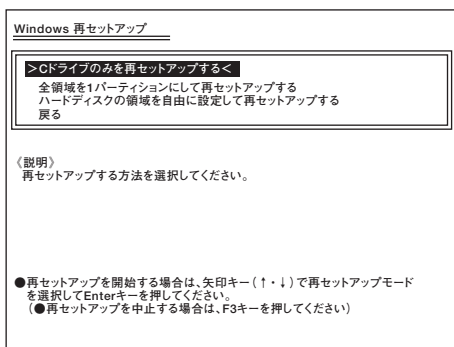 Windows 再セットアップ
>Cドライブのみを再セットアップする<
全領域を1パーティションにして再セットアップする
ハードディスクの領域を自由に設定して再セットアップする
戻る
《説明》
再セットアップする方法を選択してください。
●再セットアップを開始する場合は、矢印キー(↑・↓)で再セットアップモード
を選択してEnterキーを押してください。
(●再セットアップを中止する場合は、F3キーを押してください)